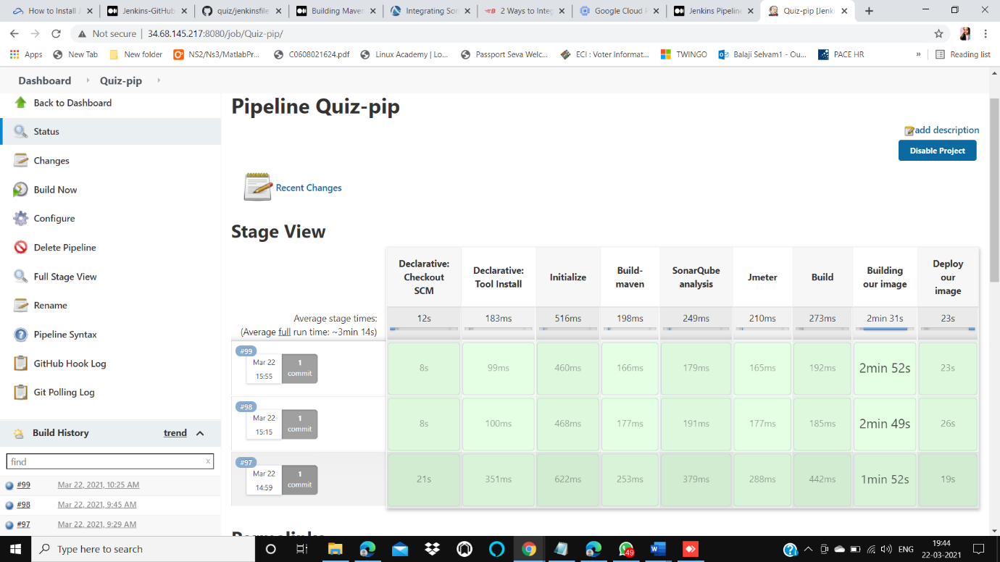 How to Install J
Jenkins-GitHub
quiz/jenkinsfile
Building Maven
Integrating Son
2 Ways to Integ
Google Cloud P
Jenkins Pipeline
Quiz-pip [Jenki
Not secure | 34.68.145.217:8080/job/Quiz-pip/
Apps New Tab New folder NS2/Ns3/MatlabPr... C0608021624.pdf Linux Academy | Lo... Passport Seva Welc... ECI : Voter Informat... TWINGO Balaji Selvam1 - Ou... PACE HR » Reading list
Dashboard Quiz-pip
Back to Dashboard
Status
Changes
Build Now
Configure
Delete Pipeline
Full Stage View
Rename
Pipeline Syntax
GitHub Hook Log
Git Polling Log
Build History trend
find x
#99 Mar 22, 2021, 10:25 AM
#98 Mar 22, 2021, 9:45 AM
#97 Mar 22, 2021, 9:29 AM
Pipeline Quiz-pip
add description
Disable Project
Recent Changes
Stage View
Declarative: Checkout SCM
Declarative: Tool Install
Initialize
Build-maven
SonarQube analysis
Jmeter
Build
Building our image
Deploy our image
Average stage times:
(Average full run time: ~3min 14s)
12s 183ms 516ms 198ms 249ms 210ms 273ms 2min 31s 23s
#99
Mar 22
15:55
1
commit
8s 99ms 460ms 166ms 179ms 165ms 192ms 2min 52s 23s
#98
Mar 22
15:15
1
commit
8s 100ms 468ms 177ms 191ms 177ms 185ms 2min 49s 26s
#97
Mar 22
14:59
1
commit
21s 351ms 622ms 253ms 379ms 288ms 442ms 1min 52s 19s
Permalinks
Type here to search
49
ENG
19:44
22-03-2021